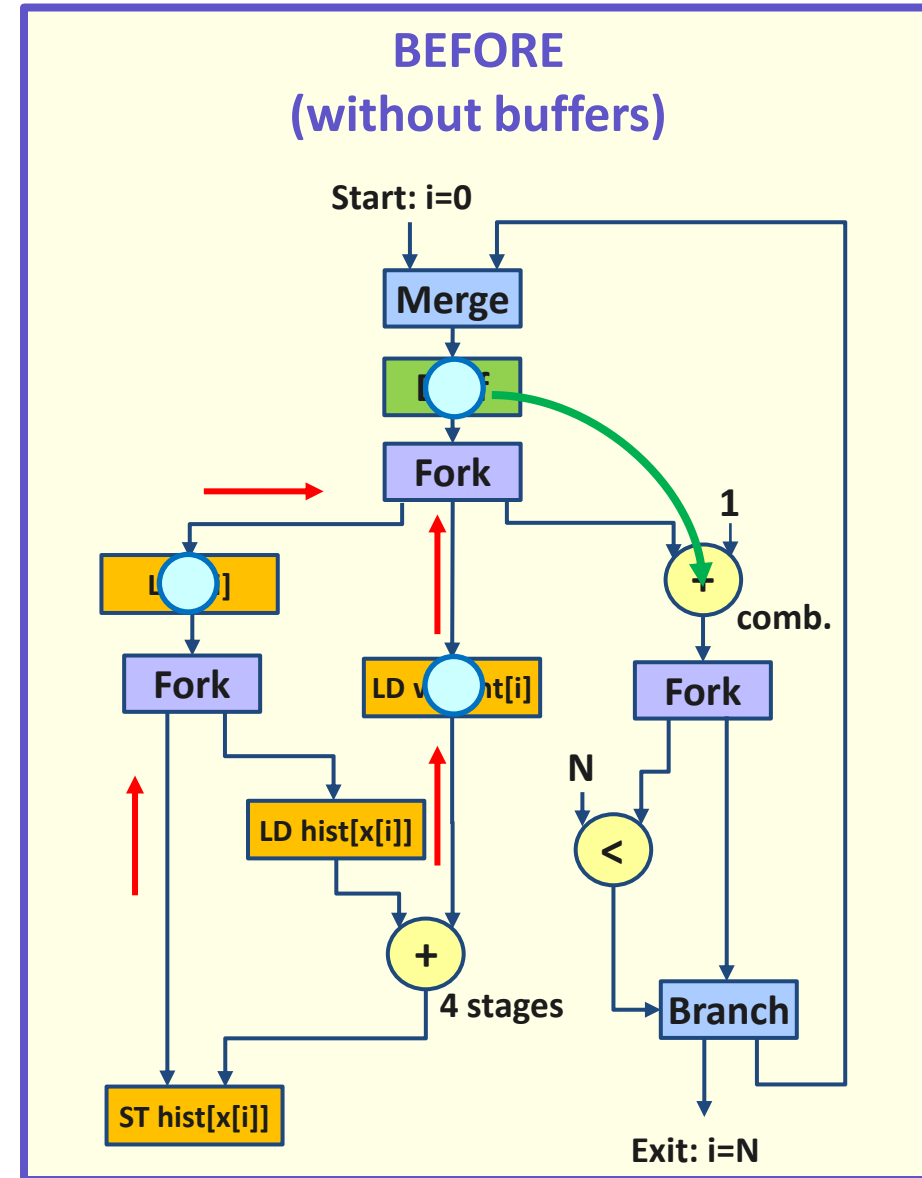 BEFORE
(without buffers)
Start: i=0
Merge
Fork
1
+
comb.
Fork
LD
Fork
N
LD hist[x[i]]
<
+
4 stages
Branch
ST hist[x[i]]
Exit: i=N